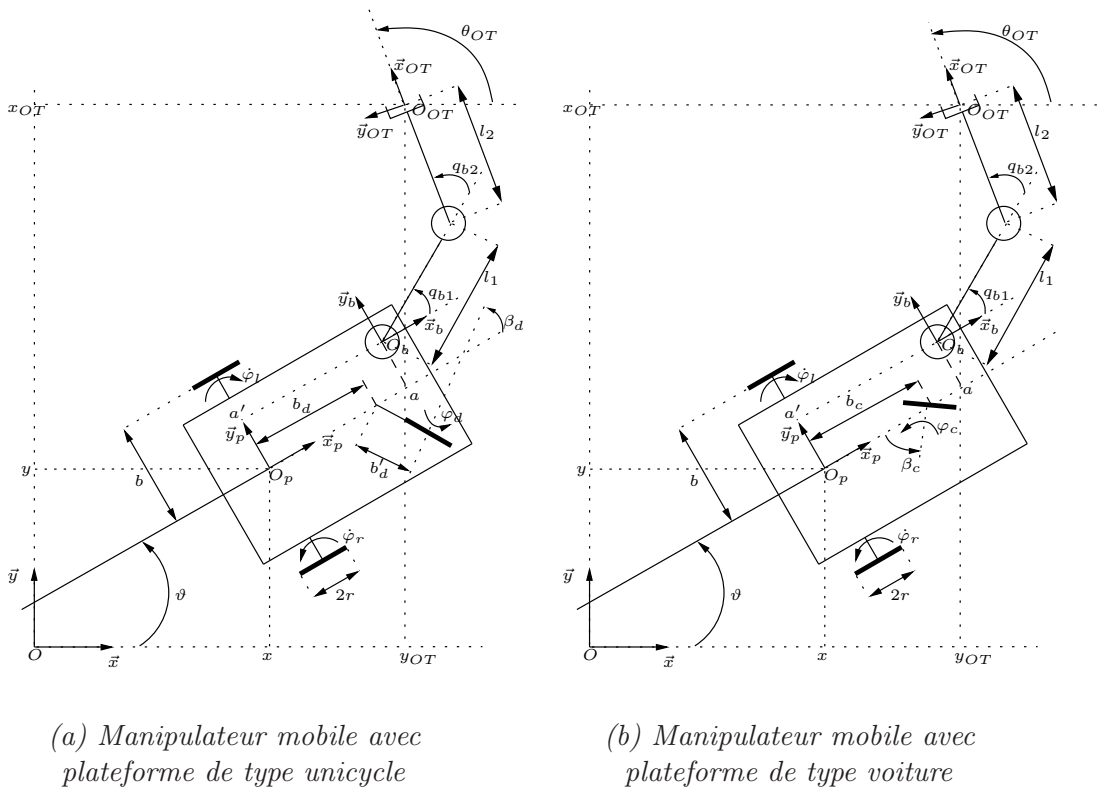 θ_OT
x⃗_OT
x_OT
O_OT
y⃗_OT
l_2
q_b2
l_1
q_b1
y⃗_b
x⃗_b
β_d
O_b
φ̇_l
a
b_d
a'
φ_d
y⃗_p
x⃗_p
b'_d
y
O_p
b
φ̇_r
y⃗
ϑ
2r
O
x⃗
x
y_OT
(a) Manipulateur mobile avec
plateforme de type unicycle
θ_OT
x⃗_OT
x_OT
O_OT
y⃗_OT
l_2
q_b2
l_1
q_b1
y⃗_b
x⃗_b
O_b
φ̇_l
a
b_c
a'
φ_c
y⃗_p
x⃗_p
β_c
y
O_p
b
φ̇_r
y⃗
ϑ
2r
O
x⃗
x
y_OT
(b) Manipulateur mobile avec
plateforme de type voiture